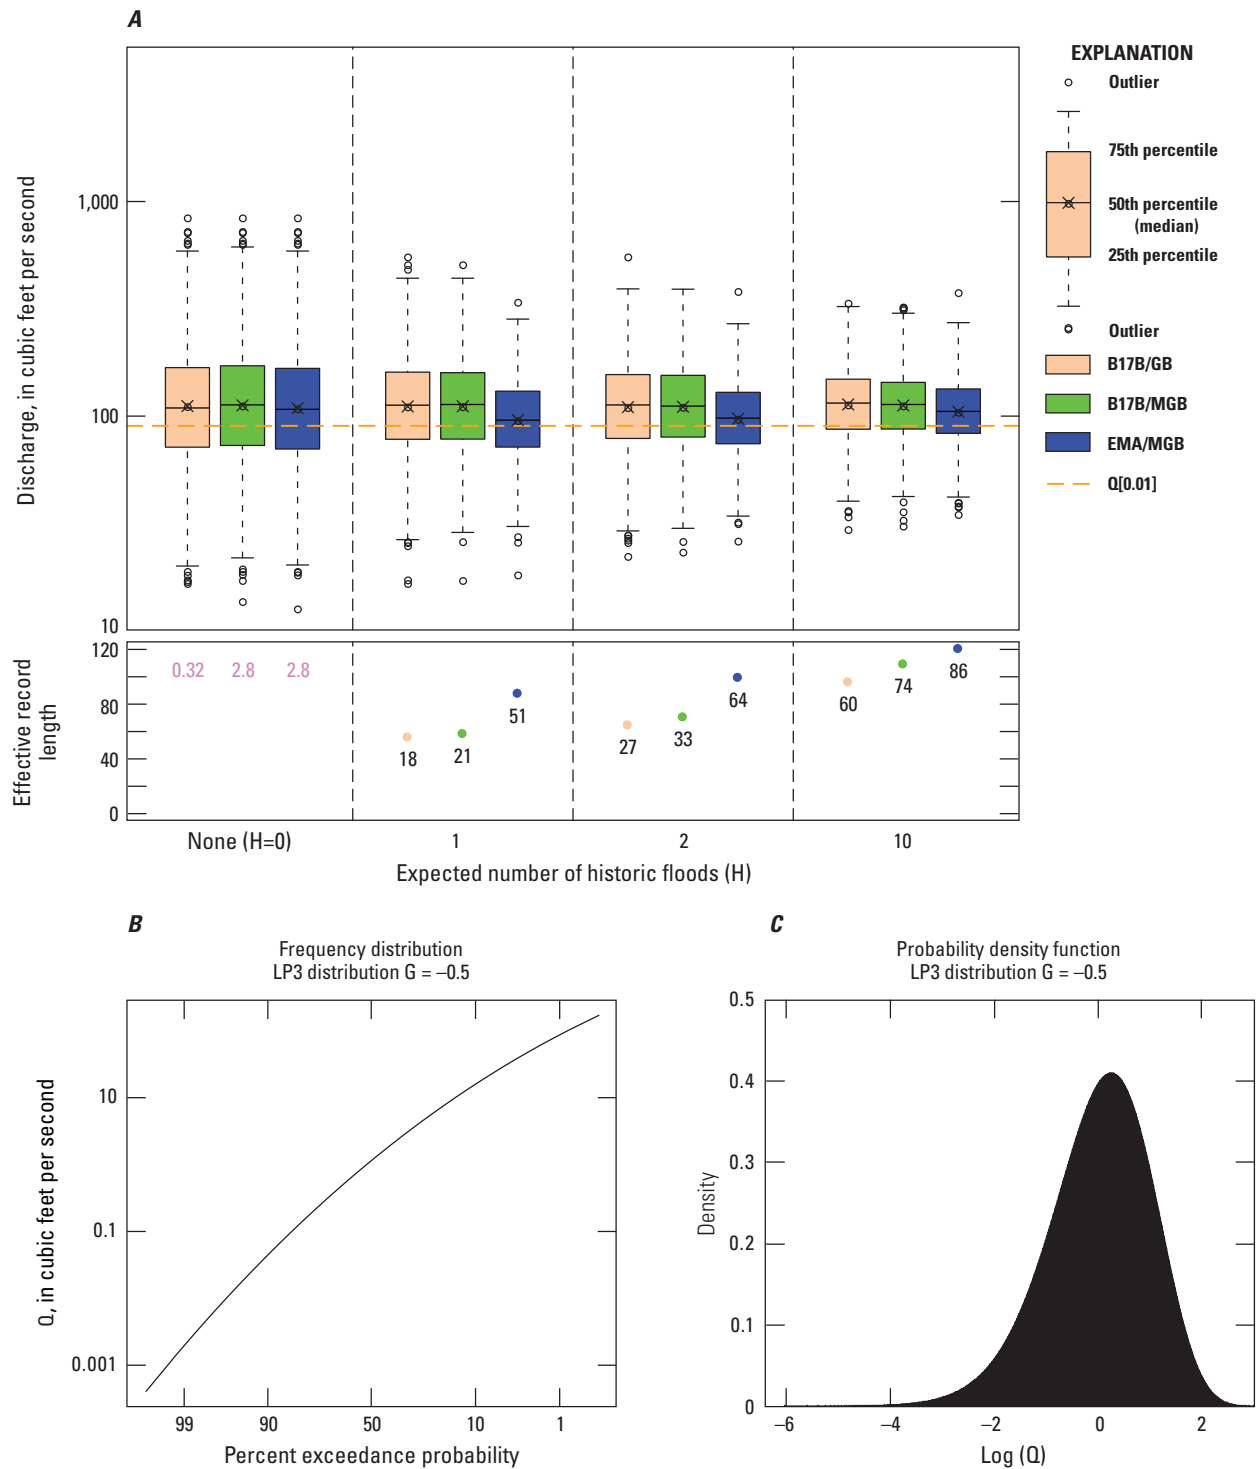 A
EXPLANATION
Outlier
75th percentile
50th percentile
(median)
25th percentile
Outlier
B17B/GB
B17B/MGB
EMA/MGB
Q[0.01]
Discharge, in cubic feet per second
1,000
100
10
Effective record
length
120
80
40
0
0.32 2.8 2.8
18 21 51
27 33 64
60 74 86
None (H=0) 1 2 10
Expected number of historic floods (H)
B
Frequency distribution
LP3 distribution G = –0.5
Q, in cubic feet per second
10
0.1
0.001
99 90 50 10 1
Percent exceedance probability
C
Probability density function
LP3 distribution G = –0.5
Density
0.5
0.4
0.3
0.2
0.1
0
–6 –4 –2 0 2
Log (Q)